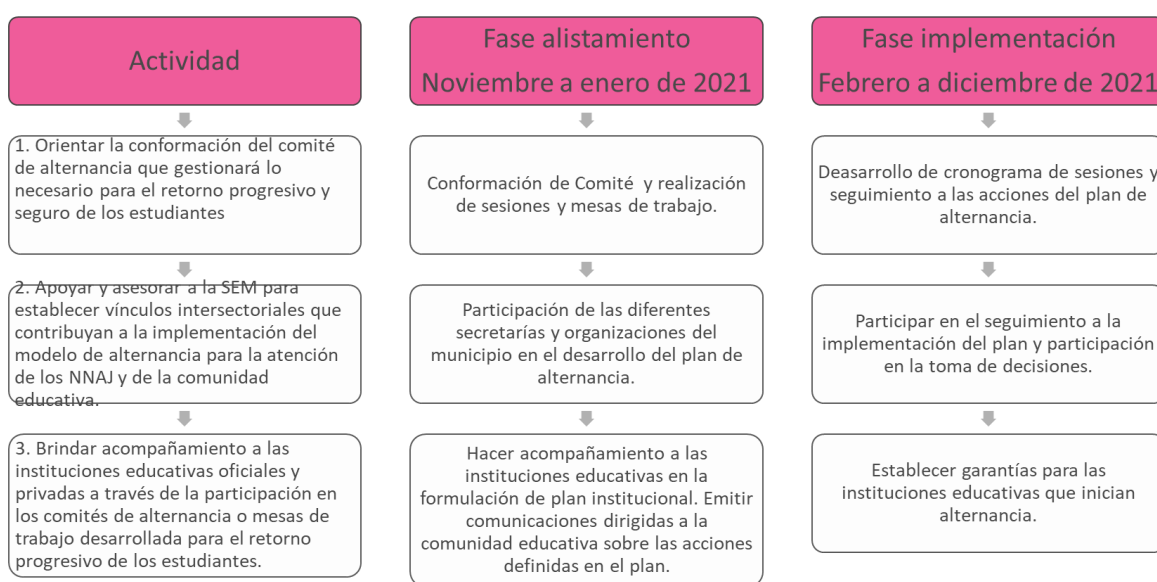 Actividad
1. Orientar la conformación del comité
de alternancia que gestionará lo
necesario para el retorno progresivo y
seguro de los estudiantes
2. Apoyar y asesorar a la SEM para
establecer vínculos intersectoriales que
contribuyan a la implementación del
modelo de alternancia para la atención
de los NNAJ y de la comunidad
educativa.
3. Brindar acompañamiento a las
instituciones educativas oficiales y
privadas a través de la participación en
los comités de alternancia o mesas de
trabajo desarrollada para el retorno
progresivo de los estudiantes.
Fase alistamiento
Noviembre a enero de 2021
Conformación de Comité y realización
de sesiones y mesas de trabajo.
Participación de las diferentes
secretarías y organizaciones del
municipio en el desarrollo del plan de
alternancia.
Hacer acompañamiento a las
instituciones educativas en la
formulación de plan institucional. Emitir
comunicaciones dirigidas a la
comunidad educativa sobre las acciones
definidas en el plan.
Fase implementación
Febrero a diciembre de 2021
Deasarrollo de cronograma de sesiones y
seguimiento a las acciones del plan de
alternancia.
Participar en el seguimiento a la
implementación del plan y participación
en la toma de decisiones.
Establecer garantías para las
instituciones educativas que inician
alternancia.